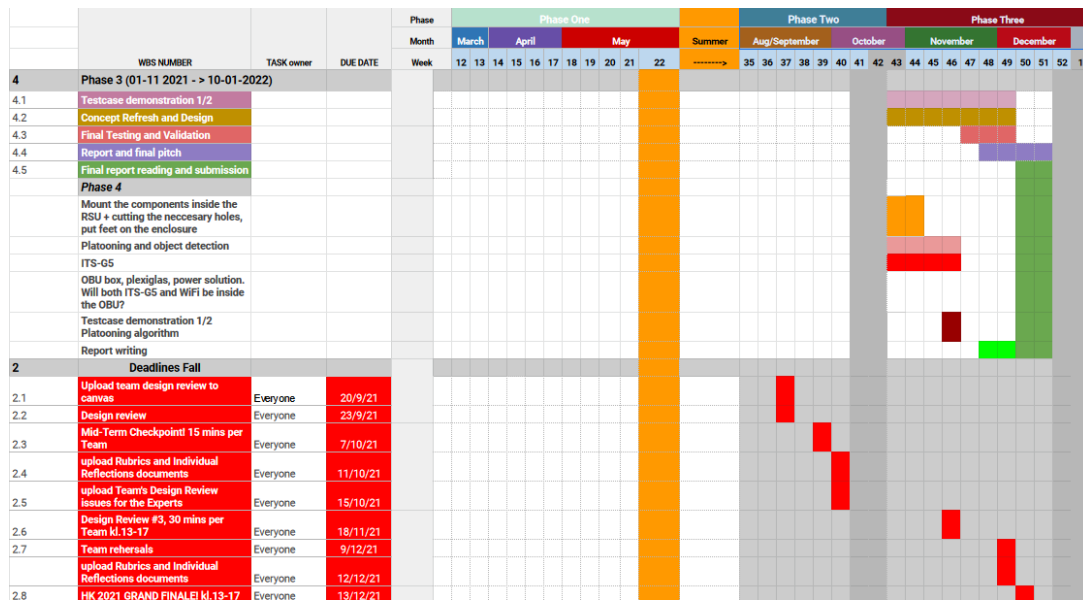 Phase Phase One Phase Two Phase Three
Month March April May Summer Aug/September October November December
WBS NUMBER TASK owner DUE DATE Week 12 13 14 15 16 17 18 19 20 21 22 --------> 35 36 37 38 39 40 41 42 43 44 45 46 47 48 49 50 51 52 1
4 Phase 3 (01-11 2021 - > 10-01-2022)
4.1 Testcase demonstration 1/2
4.2 Concept Refresh and Design
4.3 Final Testing and Validation
4.4 Report and final pitch
4.5 Final report reading and submission
Phase 4
Mount the components inside the
RSU + cutting the neccesary holes,
put feet on the enclosure
Platooning and object detection
ITS-G5
OBU box, plexiglas, power solution.
Will both ITS-G5 and WiFi be inside
the OBU?
Testcase demonstration 1/2
Platooning algorithm
Report writing
2 Deadlines Fall
Upload team design review to
2.1 canvas Everyone 20/9/21
2.2 Design review Everyone 23/9/21
Mid-Term Checkpoint! 15 mins per
2.3 Team Everyone 7/10/21
upload Rubrics and Individual
2.4 Reflections documents Everyone 11/10/21
upload Team's Design Review
2.5 issues for the Experts Everyone 15/10/21
Design Review #3, 30 mins per
2.6 Team kl.13-17 Everyone 18/11/21
2.7 Team rehersals Everyone 9/12/21
upload Rubrics and Individual
Reflections documents Everyone 12/12/21
2.8 HK 2021 GRAND FINALE! kl.13-17 Everyone 13/12/21